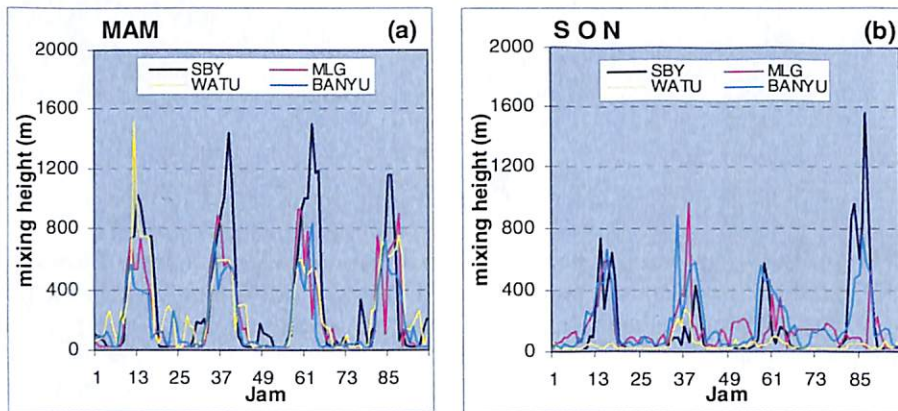 MAM (a)
mixing height (m)
2000
1600
1200
800
400
0
SBY MLG
WATU BANYU
1 13 25 37 49 61 73 85
Jam
S O N (b)
mixing height (m)
2000
1600
1200
800
400
0
SBY MLG
WATU BANYU
1 13 25 37 49 61 73 85
Jam